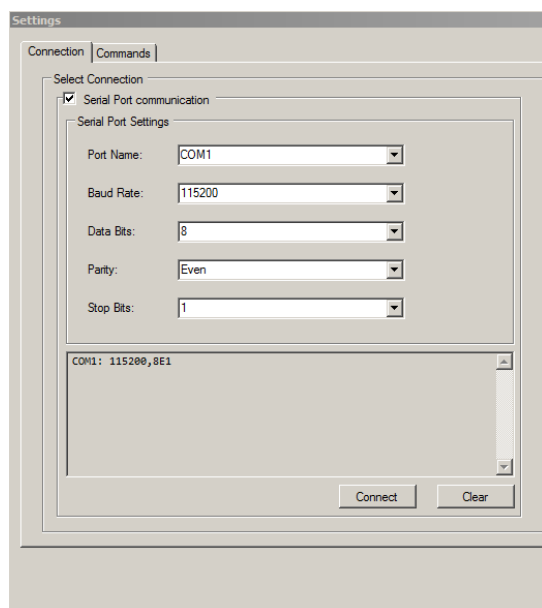 Settings
Connection Commands
Select Connection
Serial Port communication
Serial Port Settings
Port Name: COM1
Baud Rate: 115200
Data Bits: 8
Parity: Even
Stop Bits: 1
COM1: 115200,8E1
Connect Clear